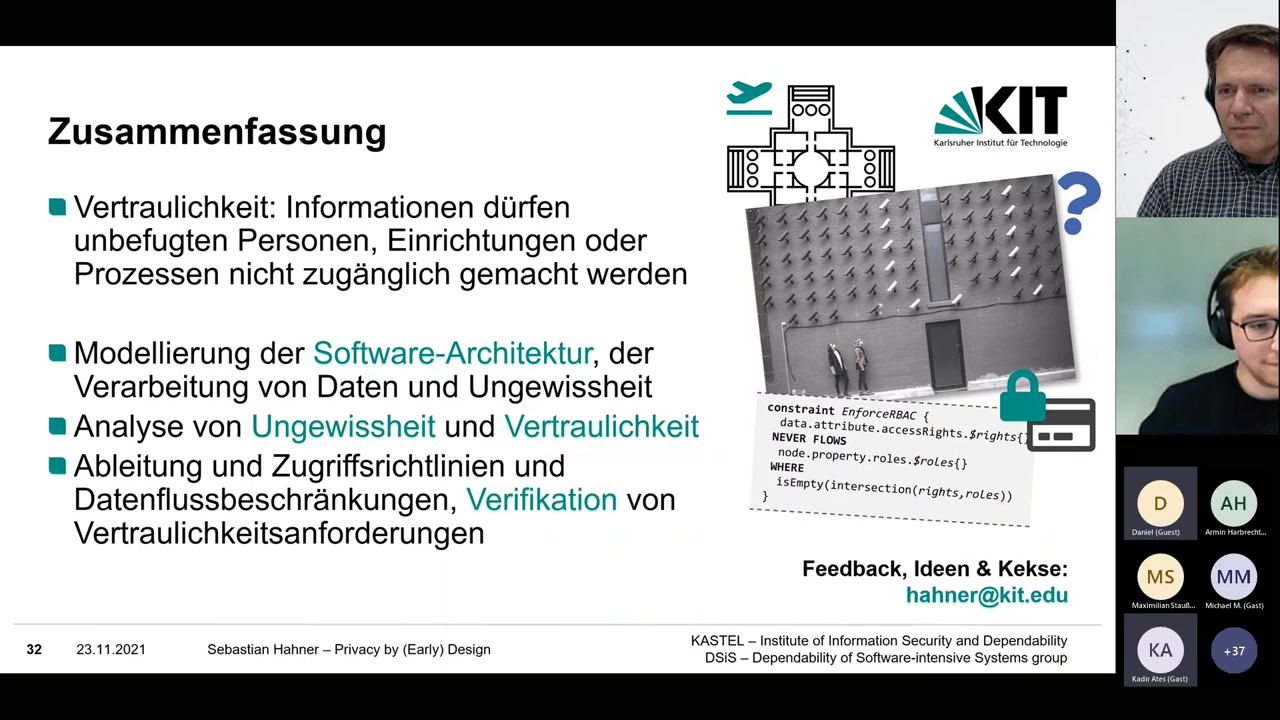 Zusammenfassung
Vertraulichkeit: Informationen dürfen
unbefugten Personen, Einrichtungen oder
Prozessen nicht zugänglich gemacht werden
Modellierung der Software-Architektur, der
Verarbeitung von Daten und Ungewissheit
Analyse von Ungewissheit und Vertraulichkeit
Ableitung und Zugriffsrichtlinien und
Datenflussbeschränkungen, Verifikation von
Vertraulichkeitsanforderungen
KIT
Karlsruher Institut für Technologie
?
constraint EnforceRBAC {
data.attribute.accessRights.$rights{}
NEVER FLOWS
node.property.roles.$roles{}
WHERE
isEmpty(intersection(rights,roles))
}
Feedback, Ideen & Kekse:
hahner@kit.edu
32 23.11.2021 Sebastian Hahner – Privacy by (Early) Design
KASTEL – Institute of Information Security and Dependability
DSiS – Dependability of Software-intensive Systems group
D
Daniel (Guest)
AH
Armin Harbrecht...
MS
Maximilian Stauß...
MM
Michael M. (Gast)
KA
Kadir Ates (Gast)
+37